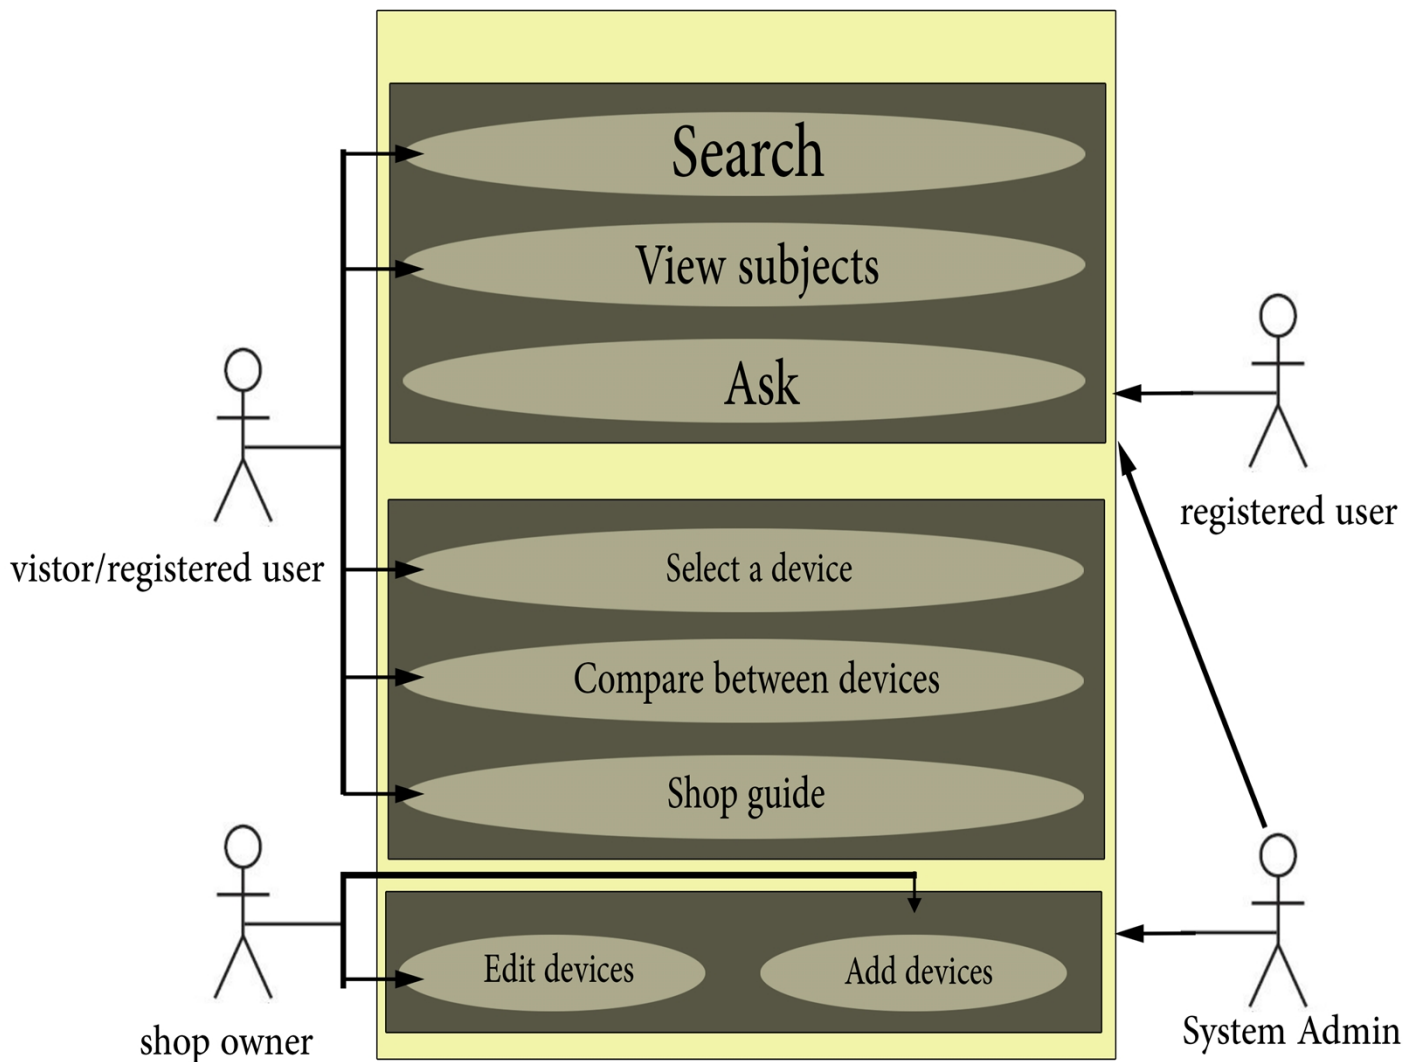 Search
View subjects
Ask
registered user
vistor/registered user
Select a device
Compare between devices
Shop guide
Edit devices
Add devices
shop owner
System Admin